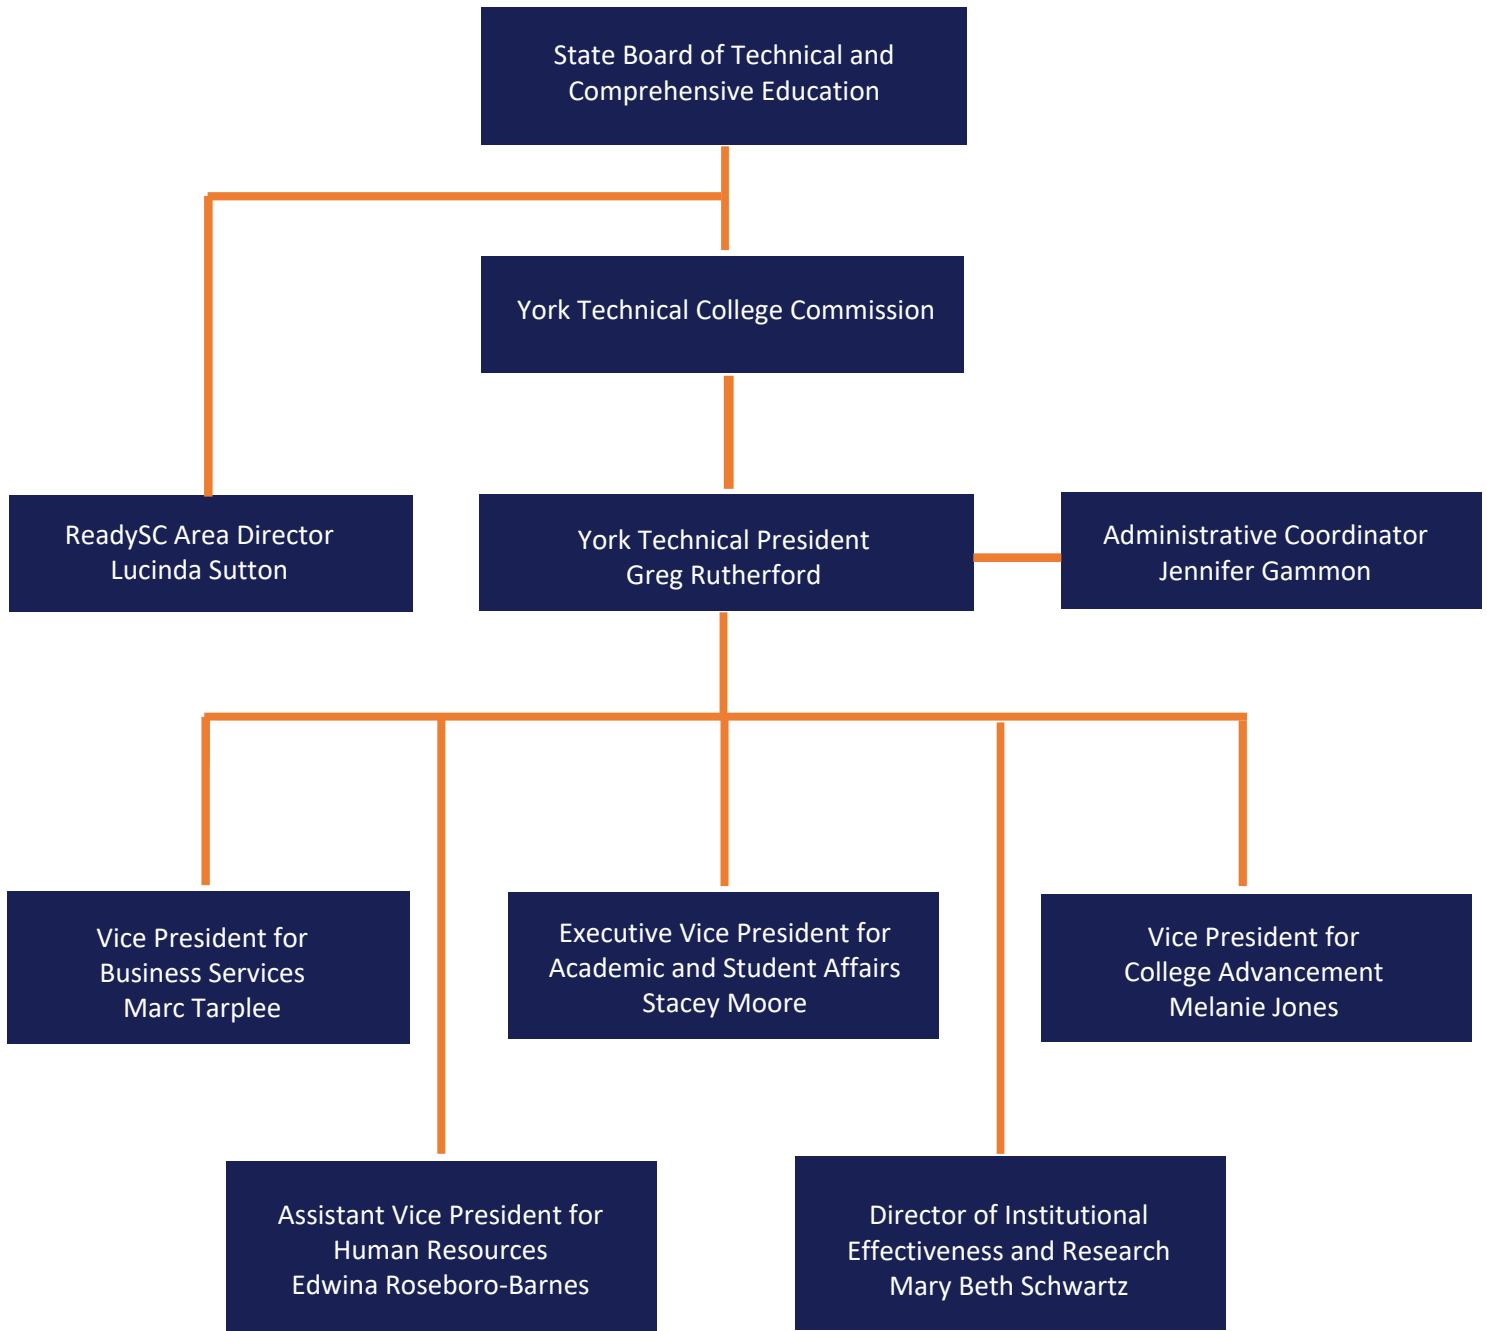 State Board of Technical and
Comprehensive Education
York Technical College Commission
ReadySC Area Director
Lucinda Sutton
York Technical President
Greg Rutherford
Administrative Coordinator
Jennifer Gammon
Vice President for
Business Services
Marc Tarplee
Executive Vice President for
Academic and Student Affairs
Stacey Moore
Vice President for
College Advancement
Melanie Jones
Assistant Vice President for
Human Resources
Edwina Roseboro-Barnes
Director of Institutional
Effectiveness and Research
Mary Beth Schwartz